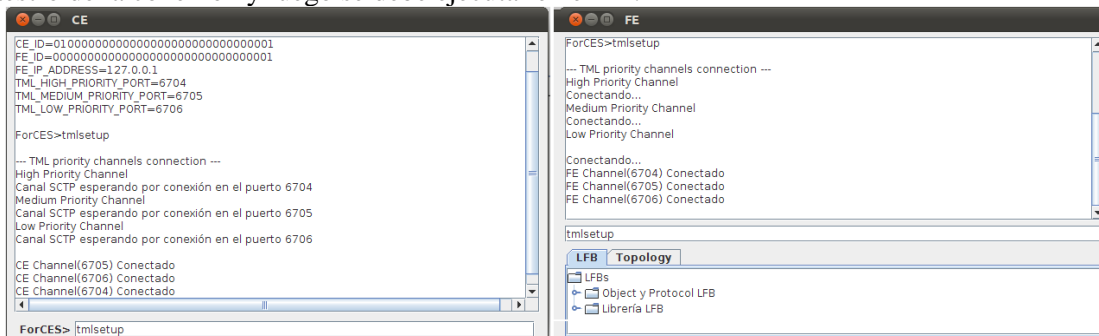 CE
CE_ID=01000000000000000000000000000001
FE_ID=00000000000000000000000000000001
FE_IP_ADDRESS=127.0.0.1
TML_HIGH_PRIORITY_PORT=6704
TML_MEDIUM_PRIORITY_PORT=6705
TML_LOW_PRIORITY_PORT=6706
ForCES>tmlsetup
--- TML priority channels connection ---
High Priority Channel
Canal SCTP esperando por conexión en el puerto 6704
Medium Priority Channel
Canal SCTP esperando por conexión en el puerto 6705
Low Priority Channel
Canal SCTP esperando por conexión en el puerto 6706
CE Channel(6705) Conectado
CE Channel(6706) Conectado
CE Channel(6704) Conectado
ForCES> tmlsetup
FE
ForCES>tmlsetup
--- TML priority channels connection ---
High Priority Channel
Conectando...
Medium Priority Channel
Conectando...
Low Priority Channel
Conectando...
FE Channel(6704) Conectado
FE Channel(6705) Conectado
FE Channel(6706) Conectado
tmlsetup
LFB Topology
LFBs
Object y Protocol LFB
Librería LFB